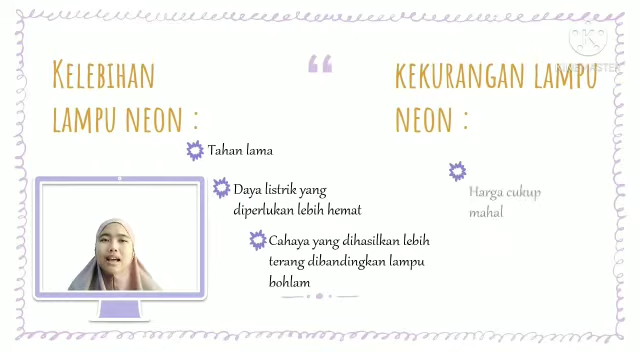 KELEBIHAN
LAMPU NEON :
Tahan lama
Daya listrik yang
diperlukan lebih hemat
Cahaya yang dihasilkan lebih
terang dibandingkan lampu
bohlam
“
KEKURANGAN LAMPU
NEON :
Harga cukup
mahal
KINEMASTER